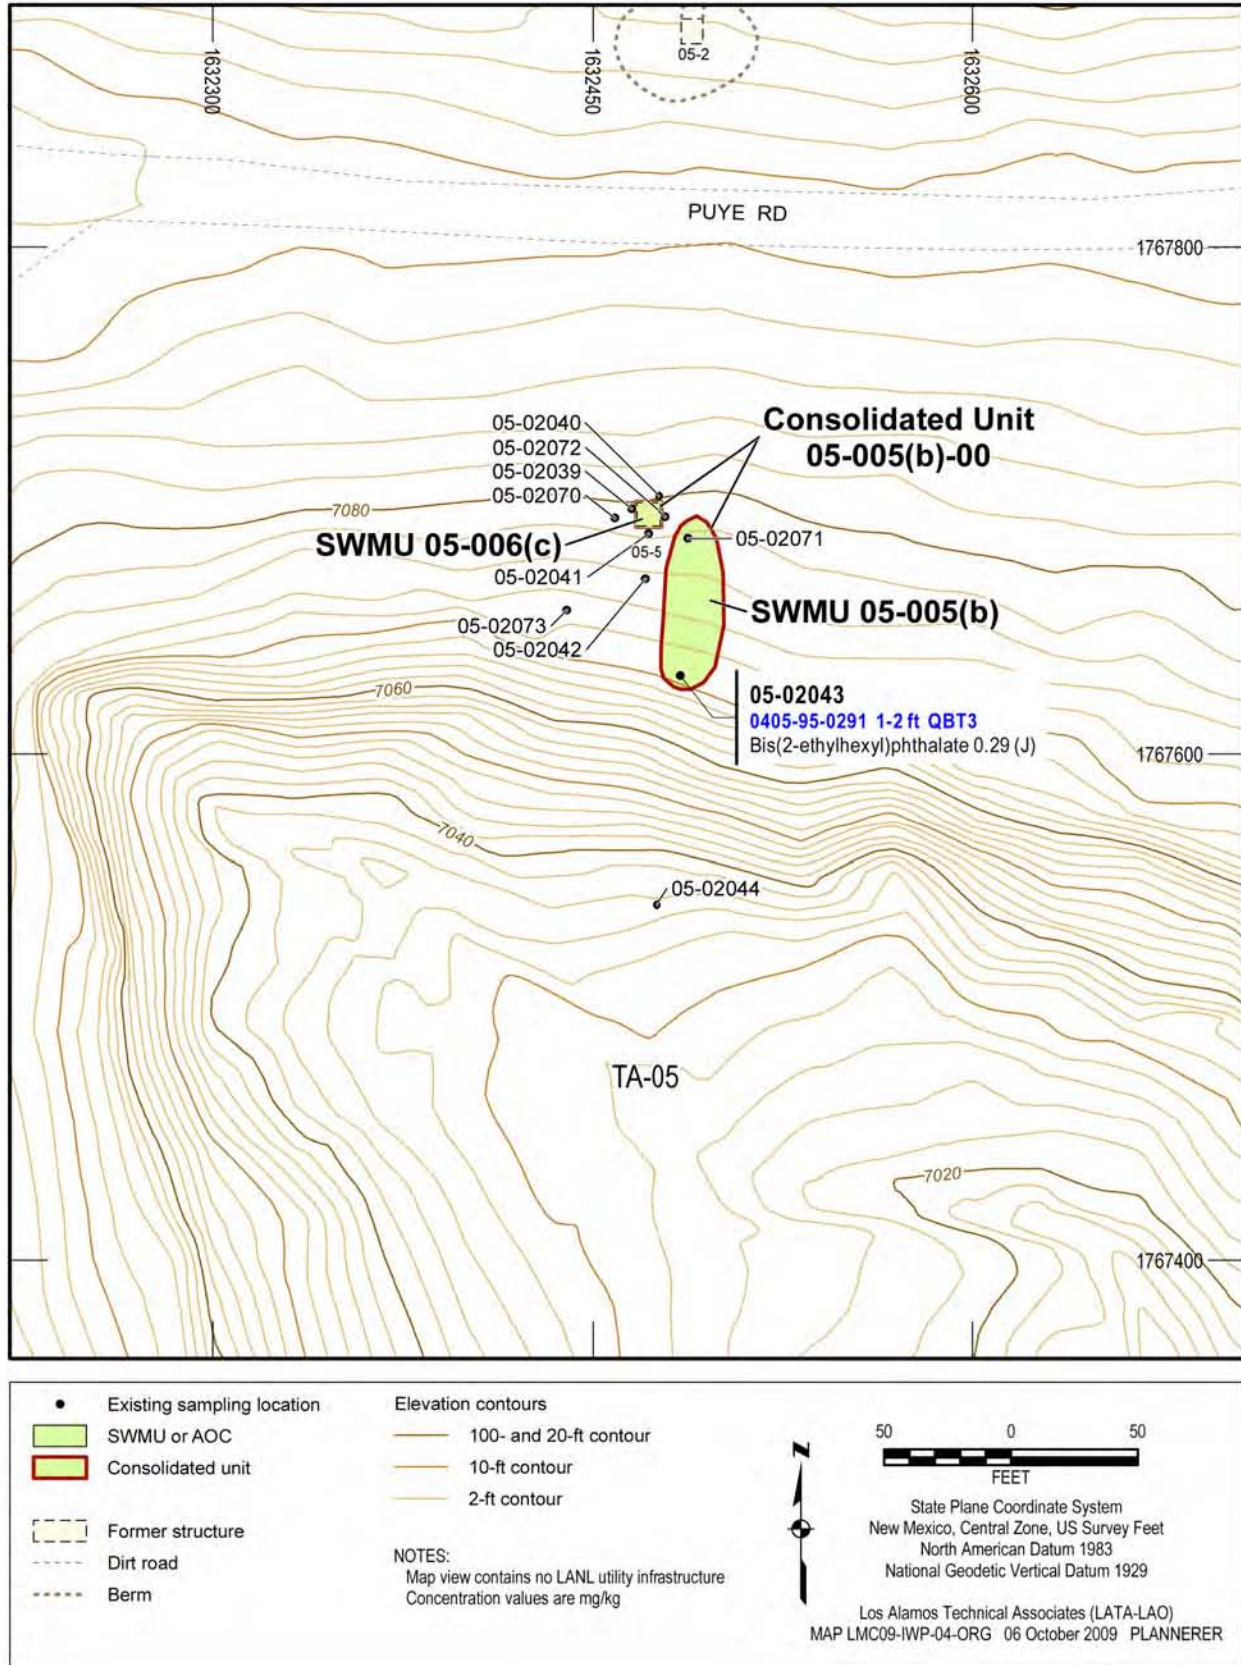 05-2
1632300
1632450
1632600
PUYE RD
1767800
05-02040
05-02072
05-02039
05-02070
Consolidated Unit
05-005(b)-00
7080
SWMU 05-006(c)
05-5
05-02071
05-02041
SWMU 05-005(b)
05-02073
05-02042
7060
05-02043
0405-95-0291 1-2 ft QBT3
Bis(2-ethylhexyl)phthalate 0.29 (J)
1767600
7040
05-02044
TA-05
7020
1767400
Existing sampling location
SWMU or AOC
Consolidated unit
Former structure
Dirt road
Berm
Elevation contours
100- and 20-ft contour
10-ft contour
2-ft contour
NOTES:
Map view contains no LANL utility infrastructure
Concentration values are mg/kg
N
50 0 50
FEET
State Plane Coordinate System
New Mexico, Central Zone, US Survey Feet
North American Datum 1983
National Geodetic Vertical Datum 1929
Los Alamos Technical Associates (LATA-LAO)
MAP LMC09-IWP-04-ORG 06 October 2009 PLANNERER